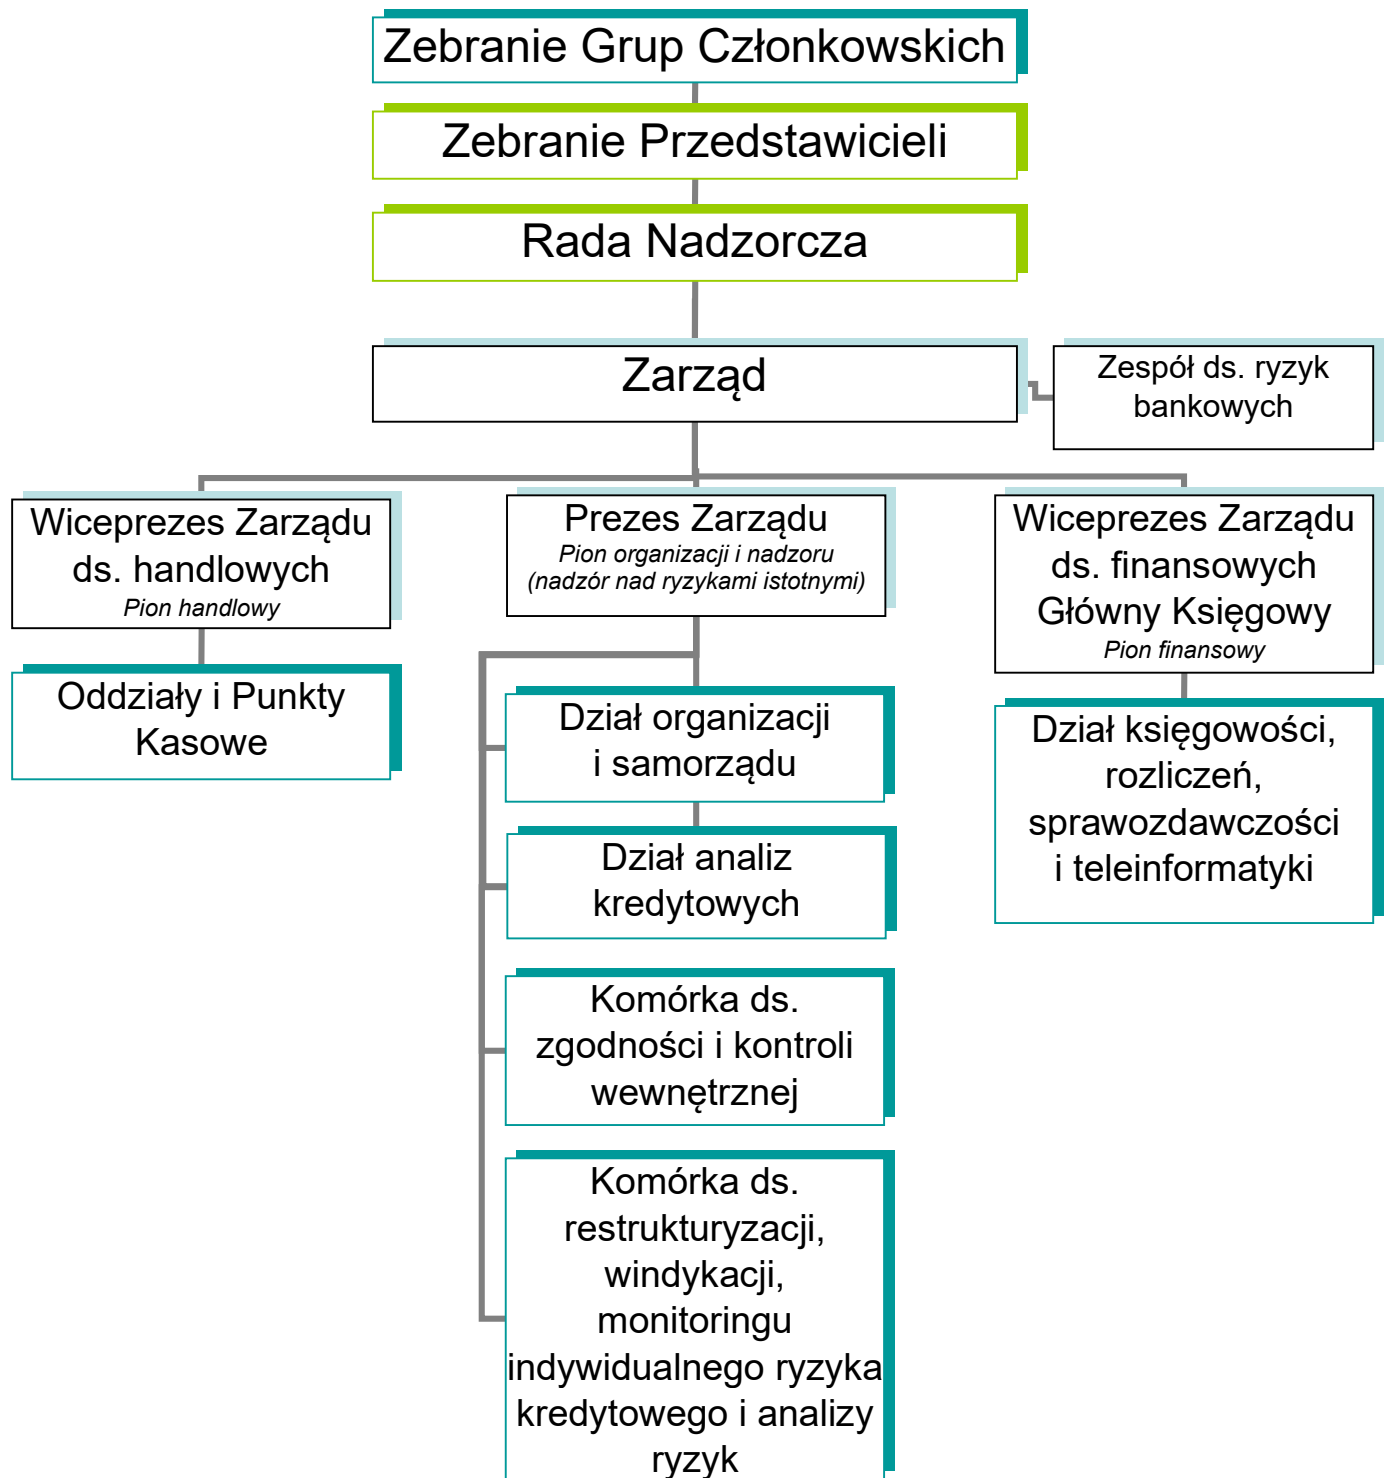 Zebranie Grup Członkowskich
Zebranie Przedstawicieli
Rada Nadzorcza
Zarząd
Zespół ds. ryzyk
bankowych
Wiceprezes Zarządu
ds. handlowych
Pion handlowy
Prezes Zarządu
Pion organizacji i nadzoru
(nadzór nad ryzykami istotnymi)
Wiceprezes Zarządu
ds. finansowych
Główny Księgowy
Pion finansowy
Oddziały i Punkty
Kasowe
Dział organizacji
i samorządu
Dział księgowości,
rozliczeń,
sprawozdawczości
i teleinformatyki
Dział analiz
kredytowych
Komórka ds.
zgodności i kontroli
wewnętrznej
Komórka ds.
restrukturyzacji,
windykacji,
monitoringu
indywidualnego ryzyka
kredytowego i analizy
ryzyk